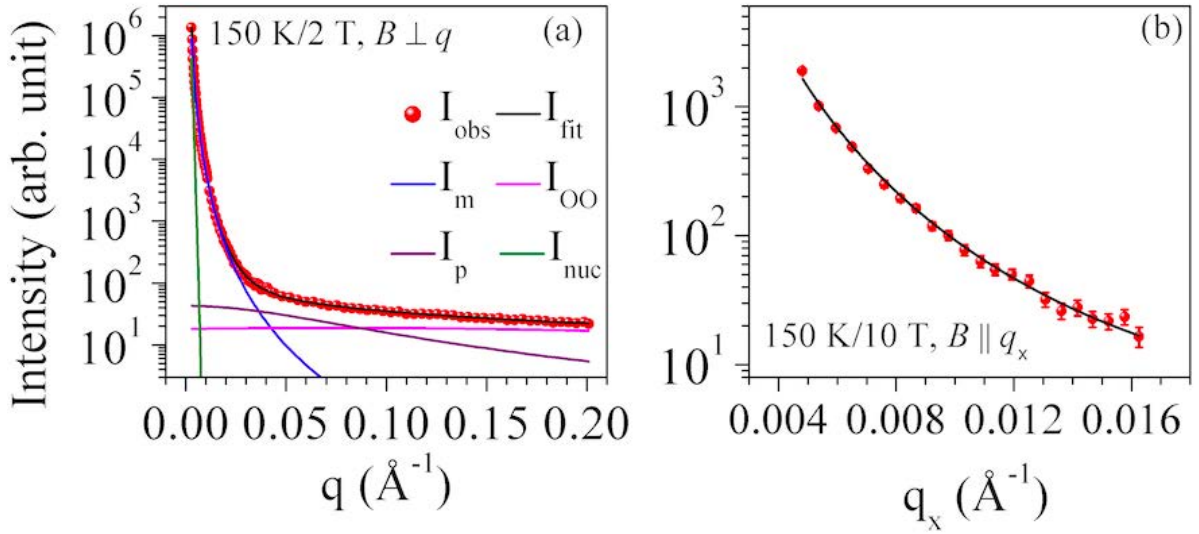 150 K/2 T, B ⊥ q (a)
I_obs I_fit
I_m I_OO
I_p I_nuc
10^6
10^5
10^4
10^3
10^2
10^1
Intensity (arb. unit)
0.00 0.05 0.10 0.15 0.20
q (Å^-1)
(b)
10^3
10^2
10^1
150 K/10 T, B || q_x
0.004 0.008 0.012 0.016
q_x (Å^-1)